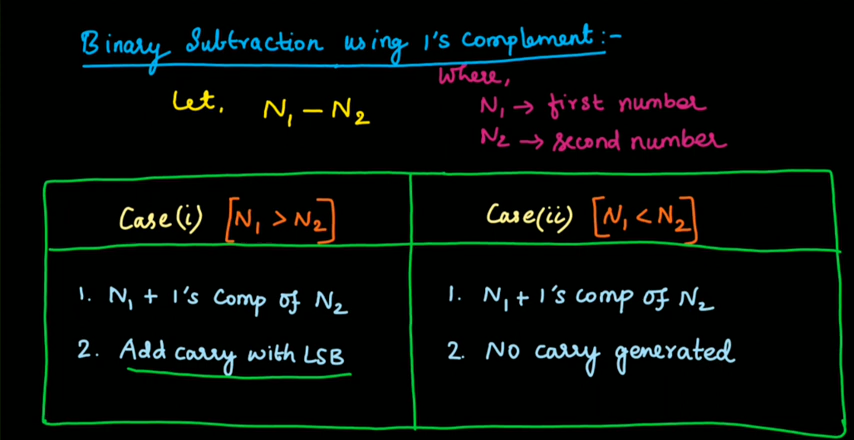 Binary Subtraction using 1's complement:-
Where,
Let, N₁ - N₂
N₁ → first number
N₂ → second number
Case(i) [N₁ > N₂]
Case(ii) [N₁ < N₂]
1. N₁ + 1's comp of N₂
2. Add carry with LSB
1. N₁ + 1's comp of N₂
2. No carry generated